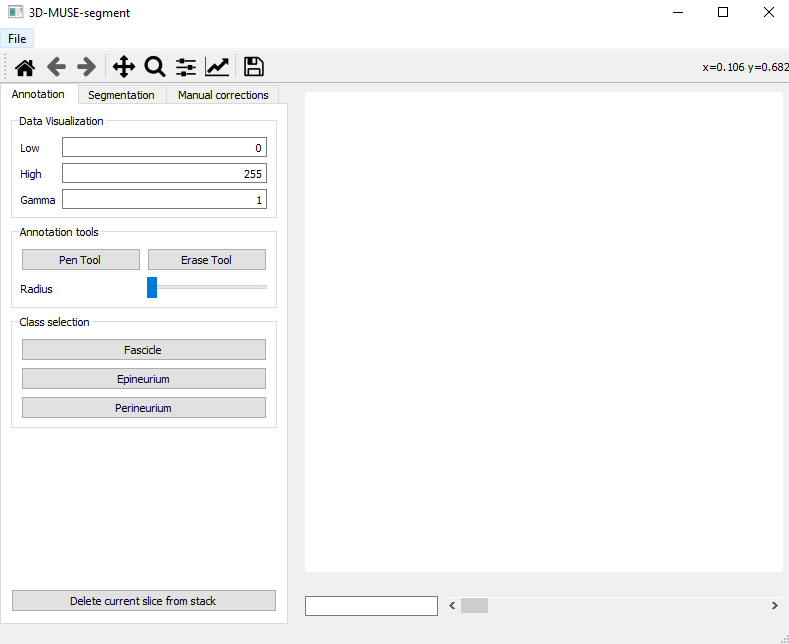 3D-MUSE-segment
File
x=0.106 y=0.682
Annotation Segmentation Manual corrections
Data Visualization
Low 0
High 255
Gamma 1
Annotation tools
Pen Tool Erase Tool
Radius
Class selection
Fascicle
Epineurium
Perineurium
Delete current slice from stack